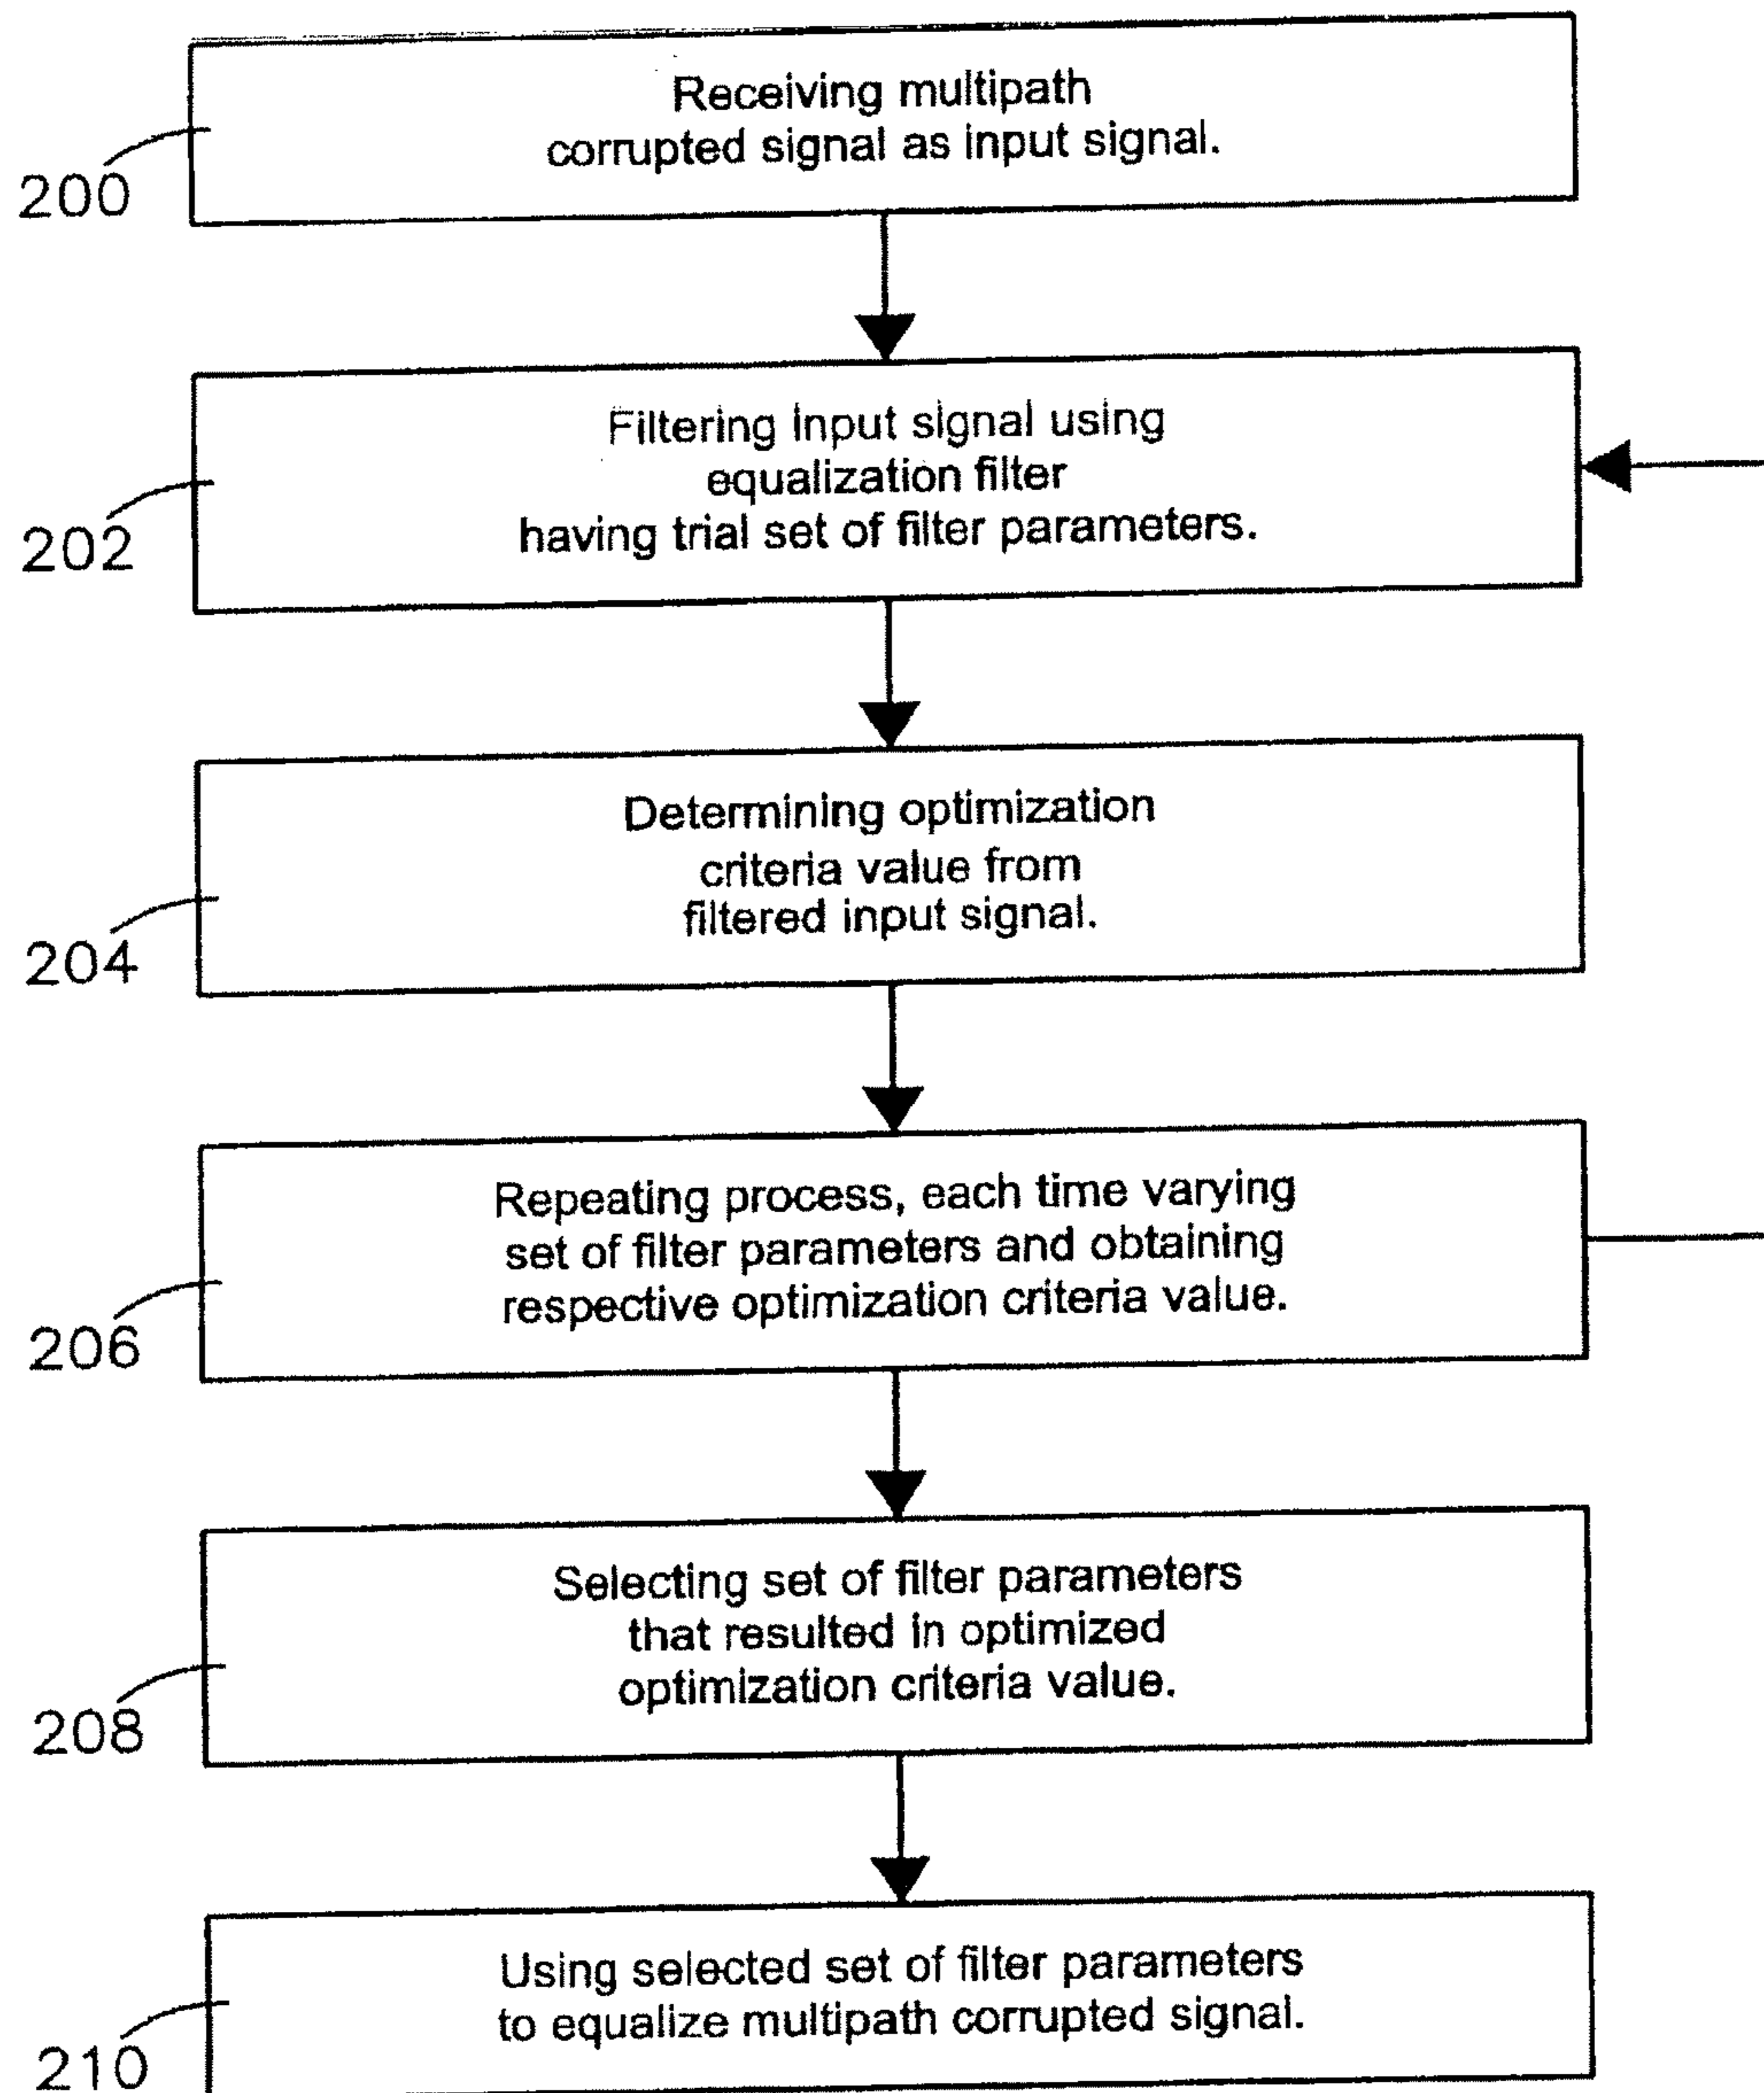 Receiving multipath
corrupted signal as input signal.
200
Filtering input signal using
equalization filter
having trial set of filter parameters.
202
Determining optimization
criteria value from
filtered input signal.
204
Repeating process, each time varying
set of filter parameters and obtaining
respective optimization criteria value.
206
Selecting set of filter parameters
that resulted in optimized
optimization criteria value.
208
Using selected set of filter parameters
to equalize multipath corrupted signal.
210